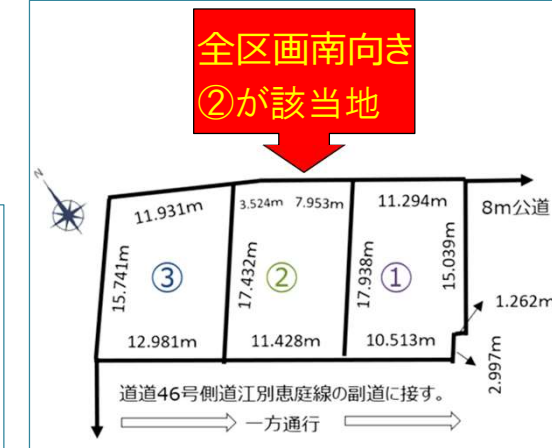 全区画南向き
②が該当地
N
11.931m
3.524m 7.953m
11.294m
8m公道
15.741m
③
17.432m
②
17.938m
①
15.039m
1.262m
12.981m
11.428m
10.513m
2.997m
道道46号側道江別恵庭線の副道に接す。
一方通行